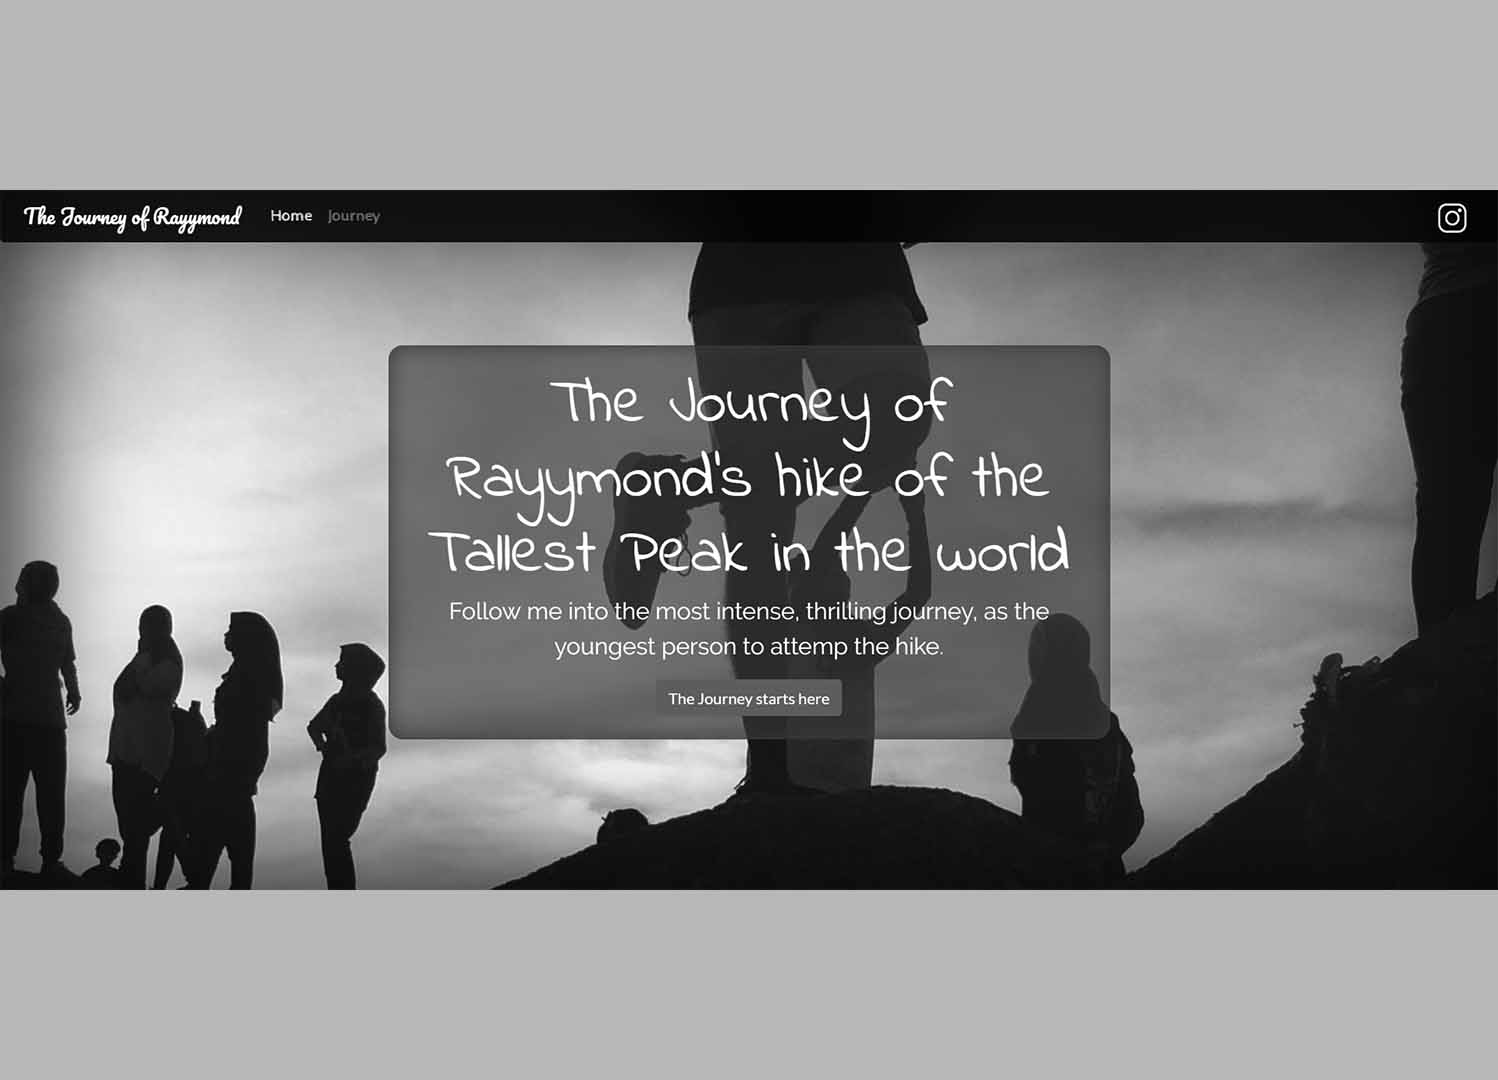 The Journey of Rayymond Home Journey
The Journey of
Rayymond's hike of the
Tallest Peak in the world
Follow me into the most intense, thrilling journey, as the
youngest person to attemp the hike.
The Journey starts here